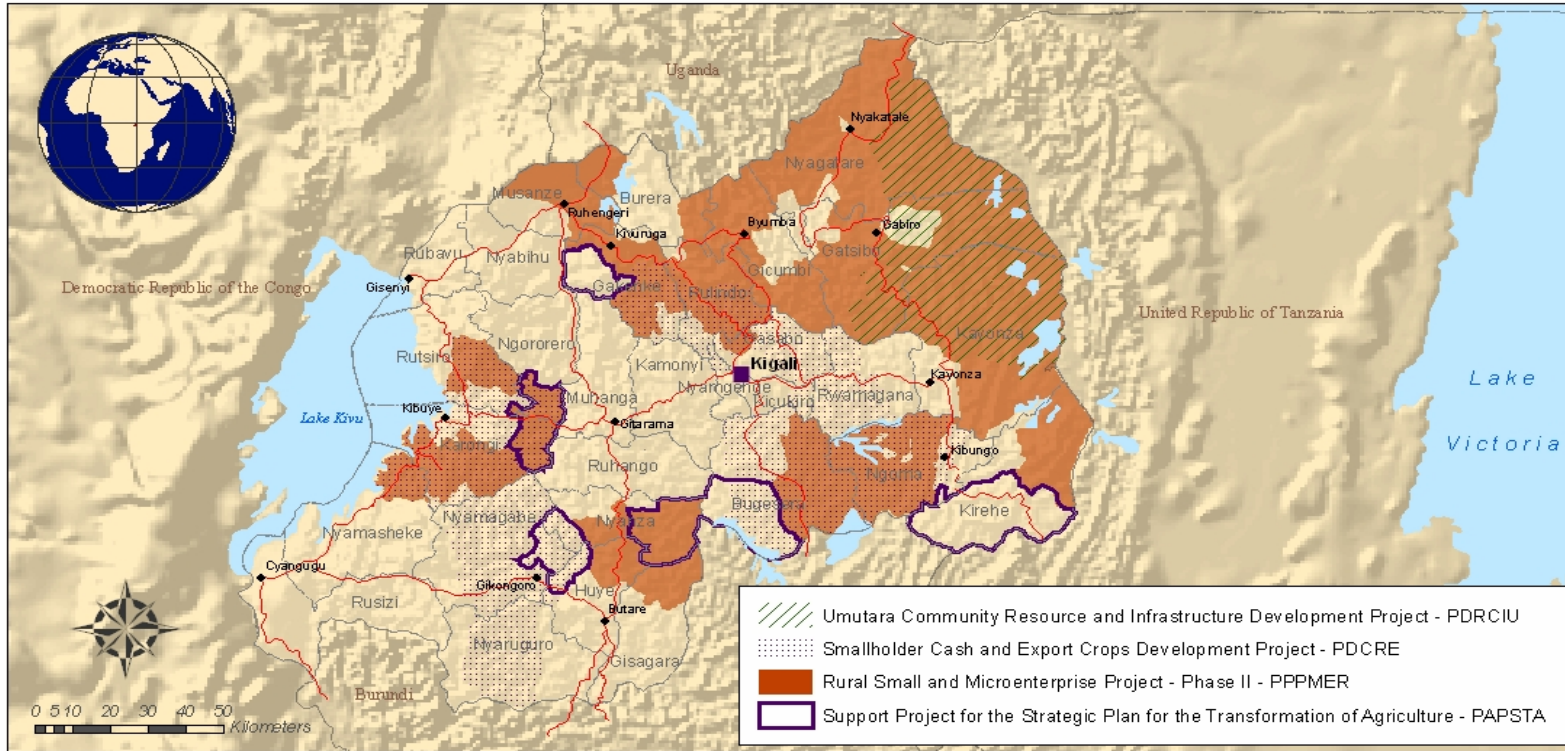 Uganda
Nyakatale
Nyagatare
Musanze
Burera
Ruhengeri
Byumba
Gabiro
Kivuruga
Gatsibo
Rubavu
Nyabihu
Gicumbi
Democratic Republic of the Congo
Gisenyi
Gakenke
Rulindo
United Republic of Tanzania
Kayonza
Ngororero
Rutsiro
Kamonyi
Kigali
Lake
Nyarugenge
Kayonza
Kicukiro
Rwamagana
Muhanga
Kibuye
Lake Kivu
Gitarama
Victoria
Kibungo
Ruhango
Ngoma
Bugesera
Kirehe
Nyamagabe
Nyanza
Nyamasheke
Cyangugu
Gikongoro
Huye
Rusizi
Butare
Nyaruguro
Gisagara
Burundi
Umutara Community Resource and Infrastructure Development Project - PDRCIU
Smallholder Cash and Export Crops Development Project - PDCRE
Rural Small and Microenterprise Project - Phase II - PPPMER
Support Project for the Strategic Plan for the Transformation of Agriculture - PAPSTA
0 5 10 20 30 40 50
Kilometers